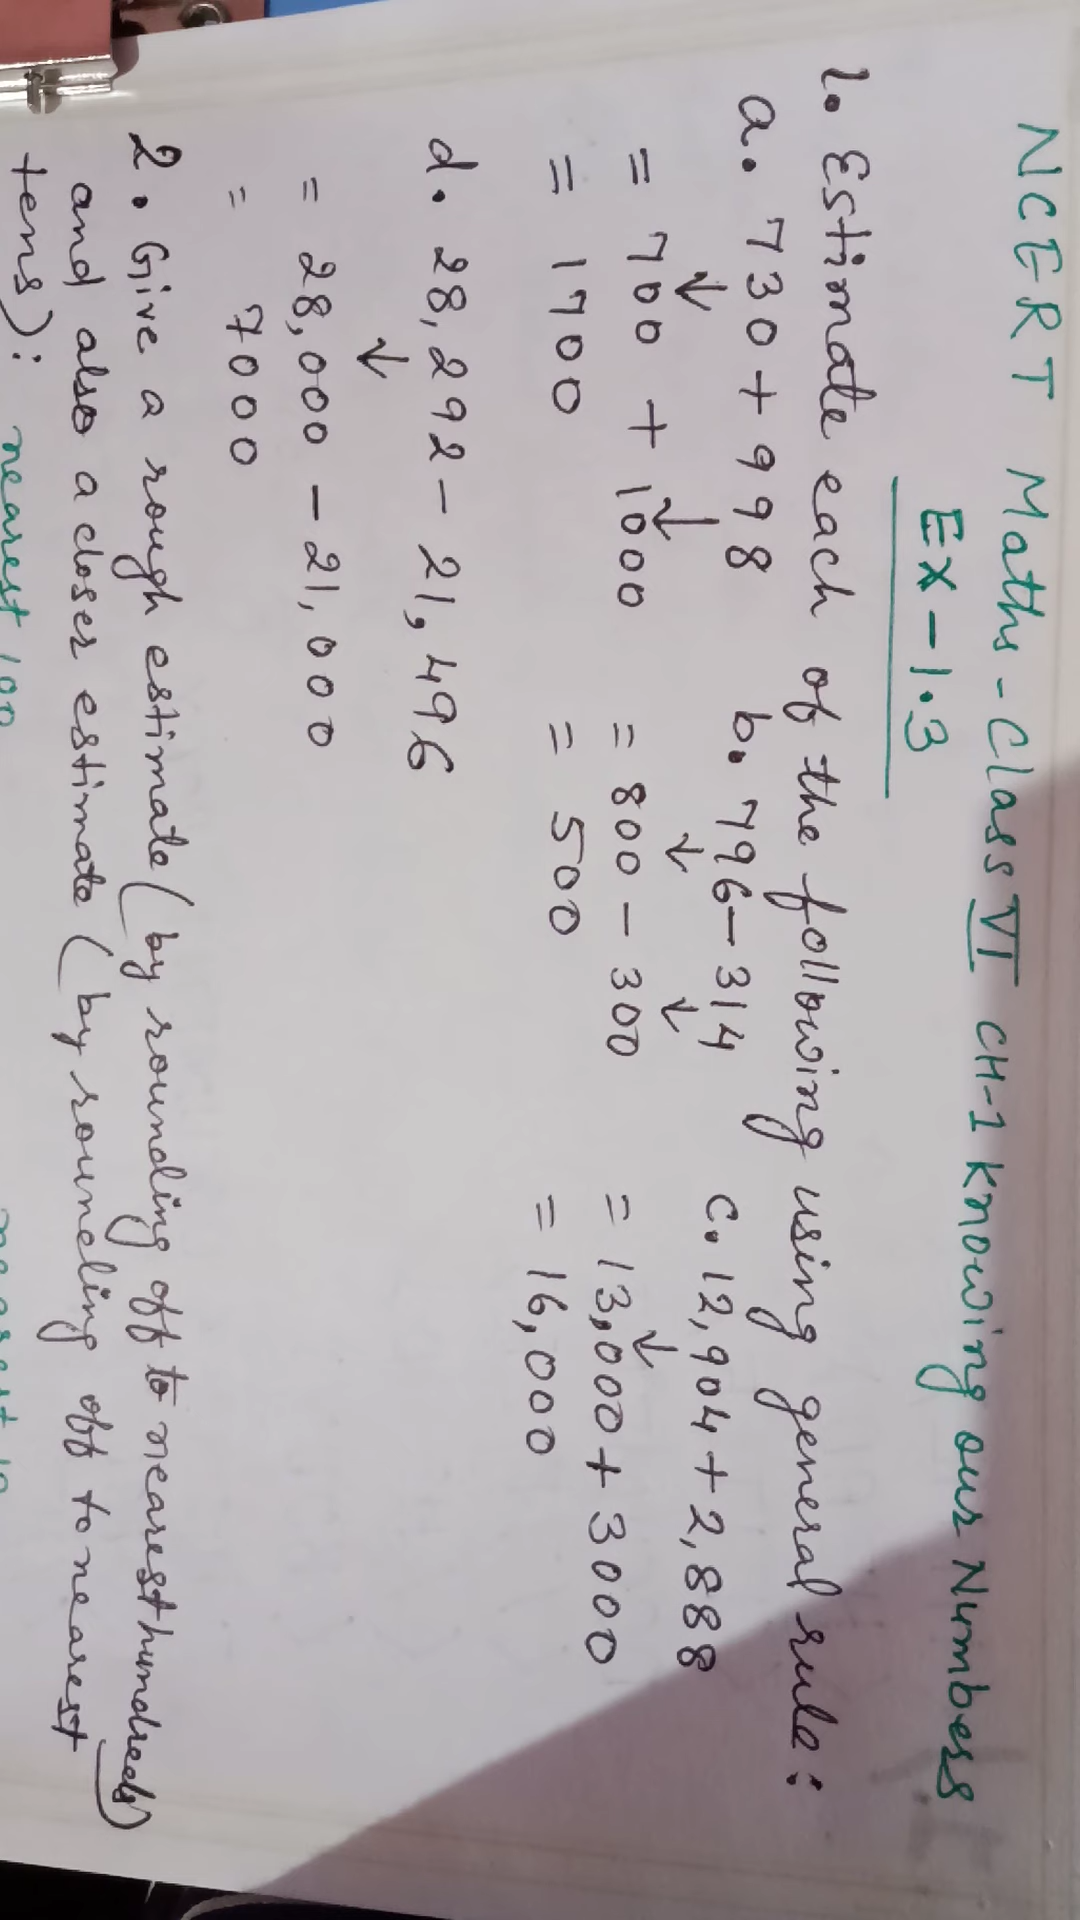 NCERT Maths - Class VI CH-1 Knowing our Numbers
EX - 1.3
1. Estimate each of the following using general rule:
a. 730 + 998 b. 796 - 314 c. 12,904 + 2,888
↓ ↓ ↓ ↓ ↓
= 700 + 1000 = 800 - 300 = 13,000 + 3000
= 1700 = 500 = 16,000
d. 28,292 - 21,496
↓
= 28,000 - 21,000
= 7000
2. Give a rough estimate (by rounding off to nearest hundreds)
and also a closer estimate (by rounding off to nearest
tens): nearest 100